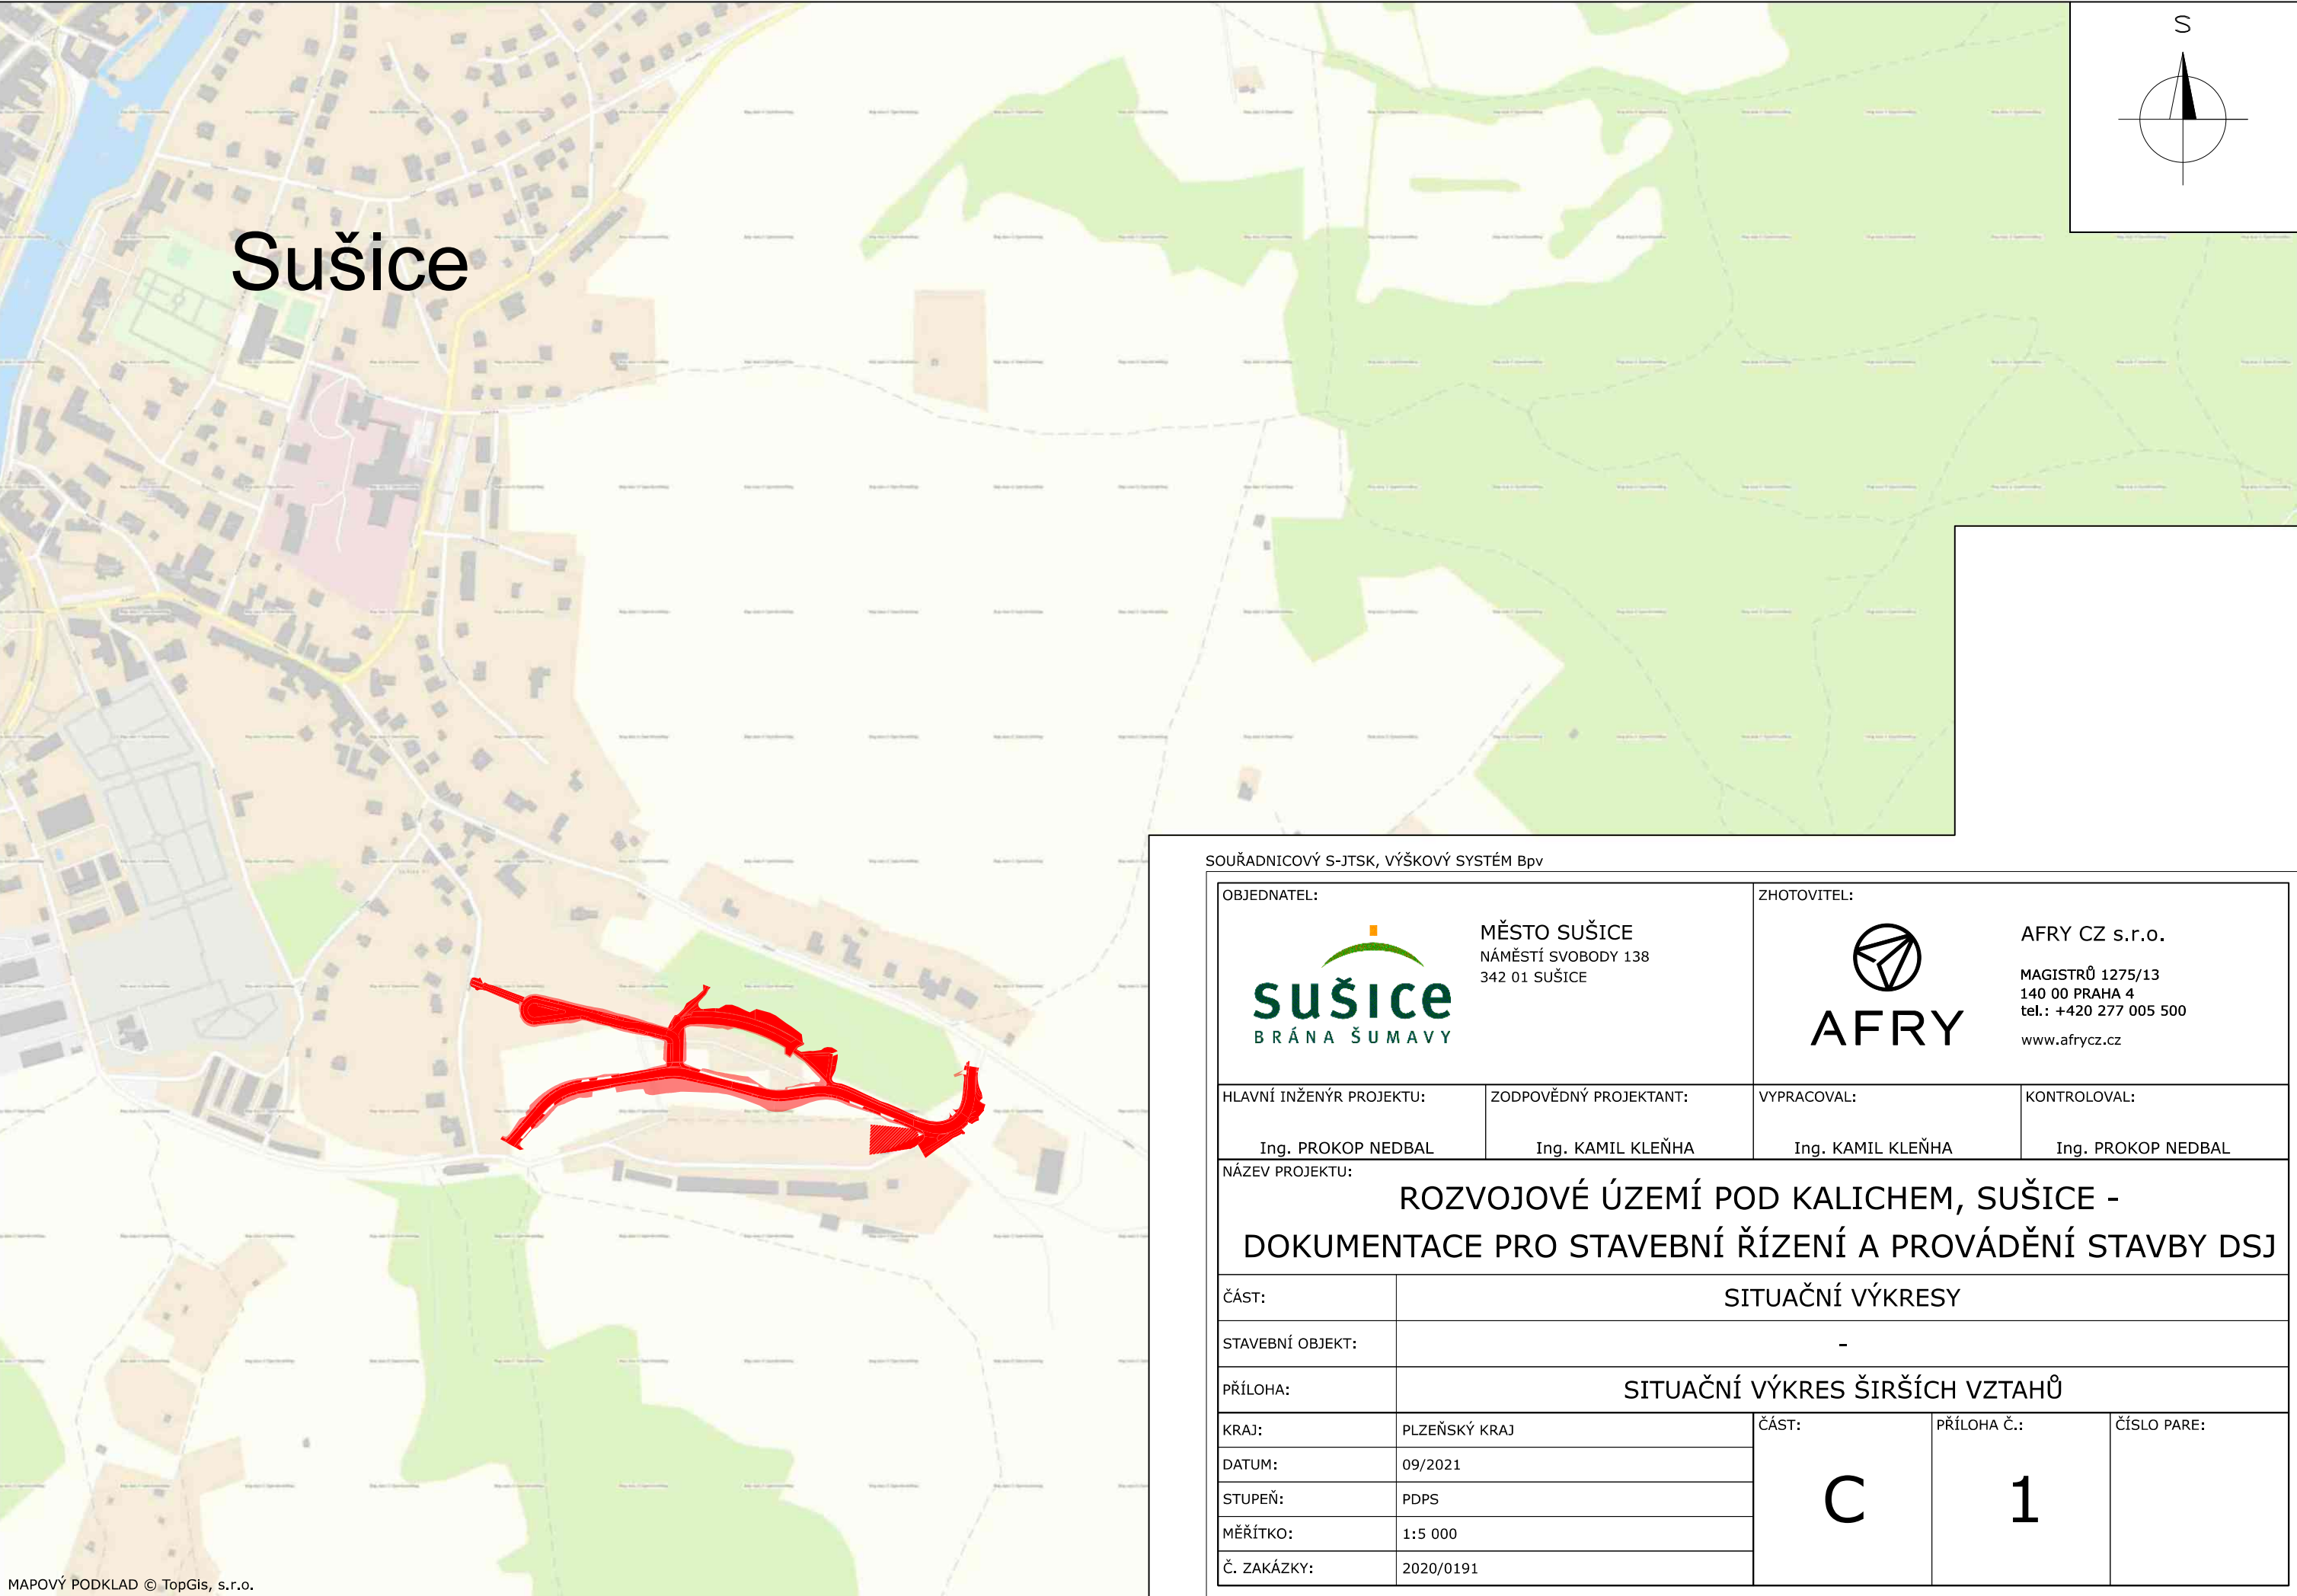 S
Sušice
SOUŘADNICOVÝ S-JTSK, VÝŠKOVÝ SYSTÉM Bpv
OBJEDNATEL:
sušice
BRÁNA ŠUMAVY
MĚSTO SUŠICE
NÁMĚSTÍ SVOBODY 138
342 01 SUŠICE
ZHOTOVITEL:
AFRY
AFRY CZ s.r.o.
MAGISTRŮ 1275/13
140 00 PRAHA 4
tel.: +420 277 005 500
www.afrycz.cz
HLAVNÍ INŽENÝR PROJEKTU:
Ing. PROKOP NEDBAL
ZODPOVĚDNÝ PROJEKTANT:
Ing. KAMIL KLEŇHA
VYPRACOVAL:
Ing. KAMIL KLEŇHA
KONTROLOVAL:
Ing. PROKOP NEDBAL
NÁZEV PROJEKTU:
ROZVOJOVÉ ÚZEMÍ POD KALICHEM, SUŠICE -
DOKUMENTACE PRO STAVEBNÍ ŘÍZENÍ A PROVÁDĚNÍ STAVBY DSJ
ČÁST:
SITUAČNÍ VÝKRESY
STAVEBNÍ OBJEKT:
-
PŘÍLOHA:
SITUAČNÍ VÝKRES ŠIRŠÍCH VZTAHŮ
KRAJ:
PLZEŇSKÝ KRAJ
DATUM:
09/2021
STUPEŇ:
PDPS
MĚŘÍTKO:
1:5 000
Č. ZAKÁZKY:
2020/0191
ČÁST:
C
PŘÍLOHA Č.:
1
ČÍSLO PARE:
MAPOVÝ PODKLAD © TopGis, s.r.o.